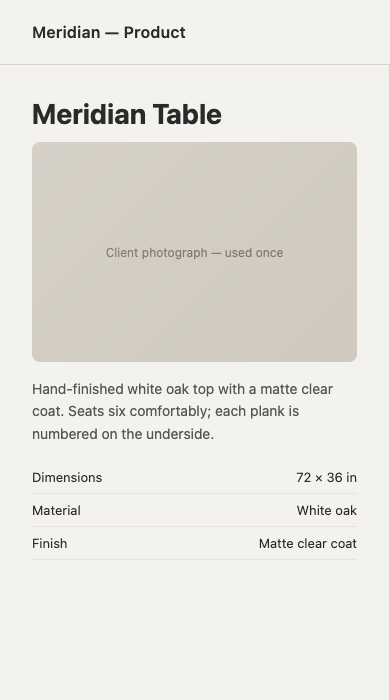 Meridian — Product
Meridian Table
Client photograph — used once
Hand-finished white oak top with a matte clear
coat. Seats six comfortably; each plank is
numbered on the underside.
Dimensions 72 × 36 in
Material White oak
Finish Matte clear coat